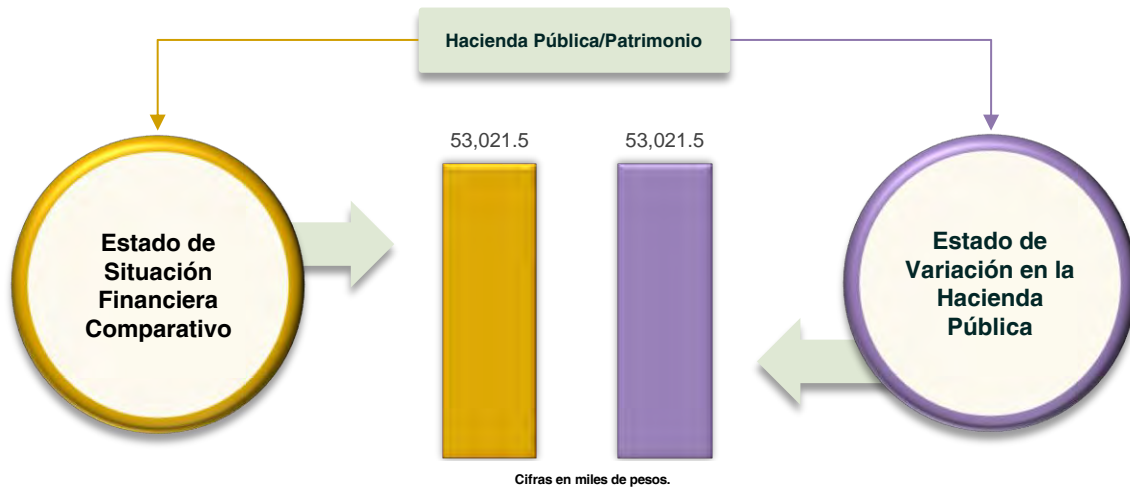 Hacienda Pública/Patrimonio
53,021.5
53,021.5
Estado de
Situación
Financiera
Comparativo
Estado de
Variación en la
Hacienda
Pública
Cifras en miles de pesos.